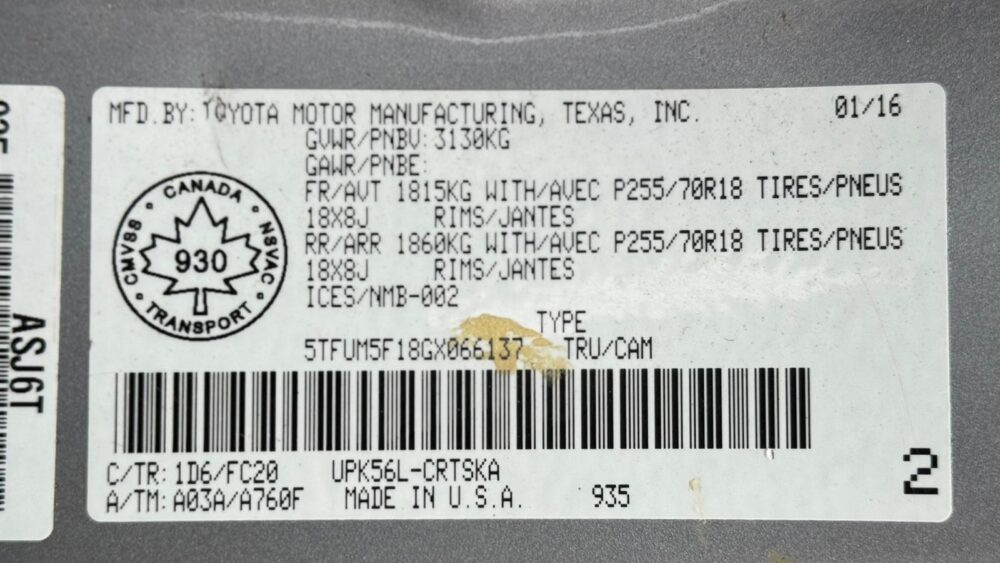 MFD.BY: TOYOTA MOTOR MANUFACTURING, TEXAS, INC. 01/16
GVWR/PNBV: 3130KG
GAWR/PNBE:
FR/AVT 1815KG WITH/AVEC P255/70R18 TIRES/PNEUS
18X8J RIMS/JANTES
RR/ARR 1860KG WITH/AVEC P255/70R18 TIRES/PNEUS
18X8J RIMS/JANTES
ICES/NMB-002
CANADA
CMVSS
NSVAC
930
TRANSPORT
TYPE
5TFUM5F18GX066137 TRU/CAM
C/TR: 1D6/FC20 UPK56L-CRTSKA
A/TM: A03A/A760F MADE IN U.S.A. 935
2
ASJ6T